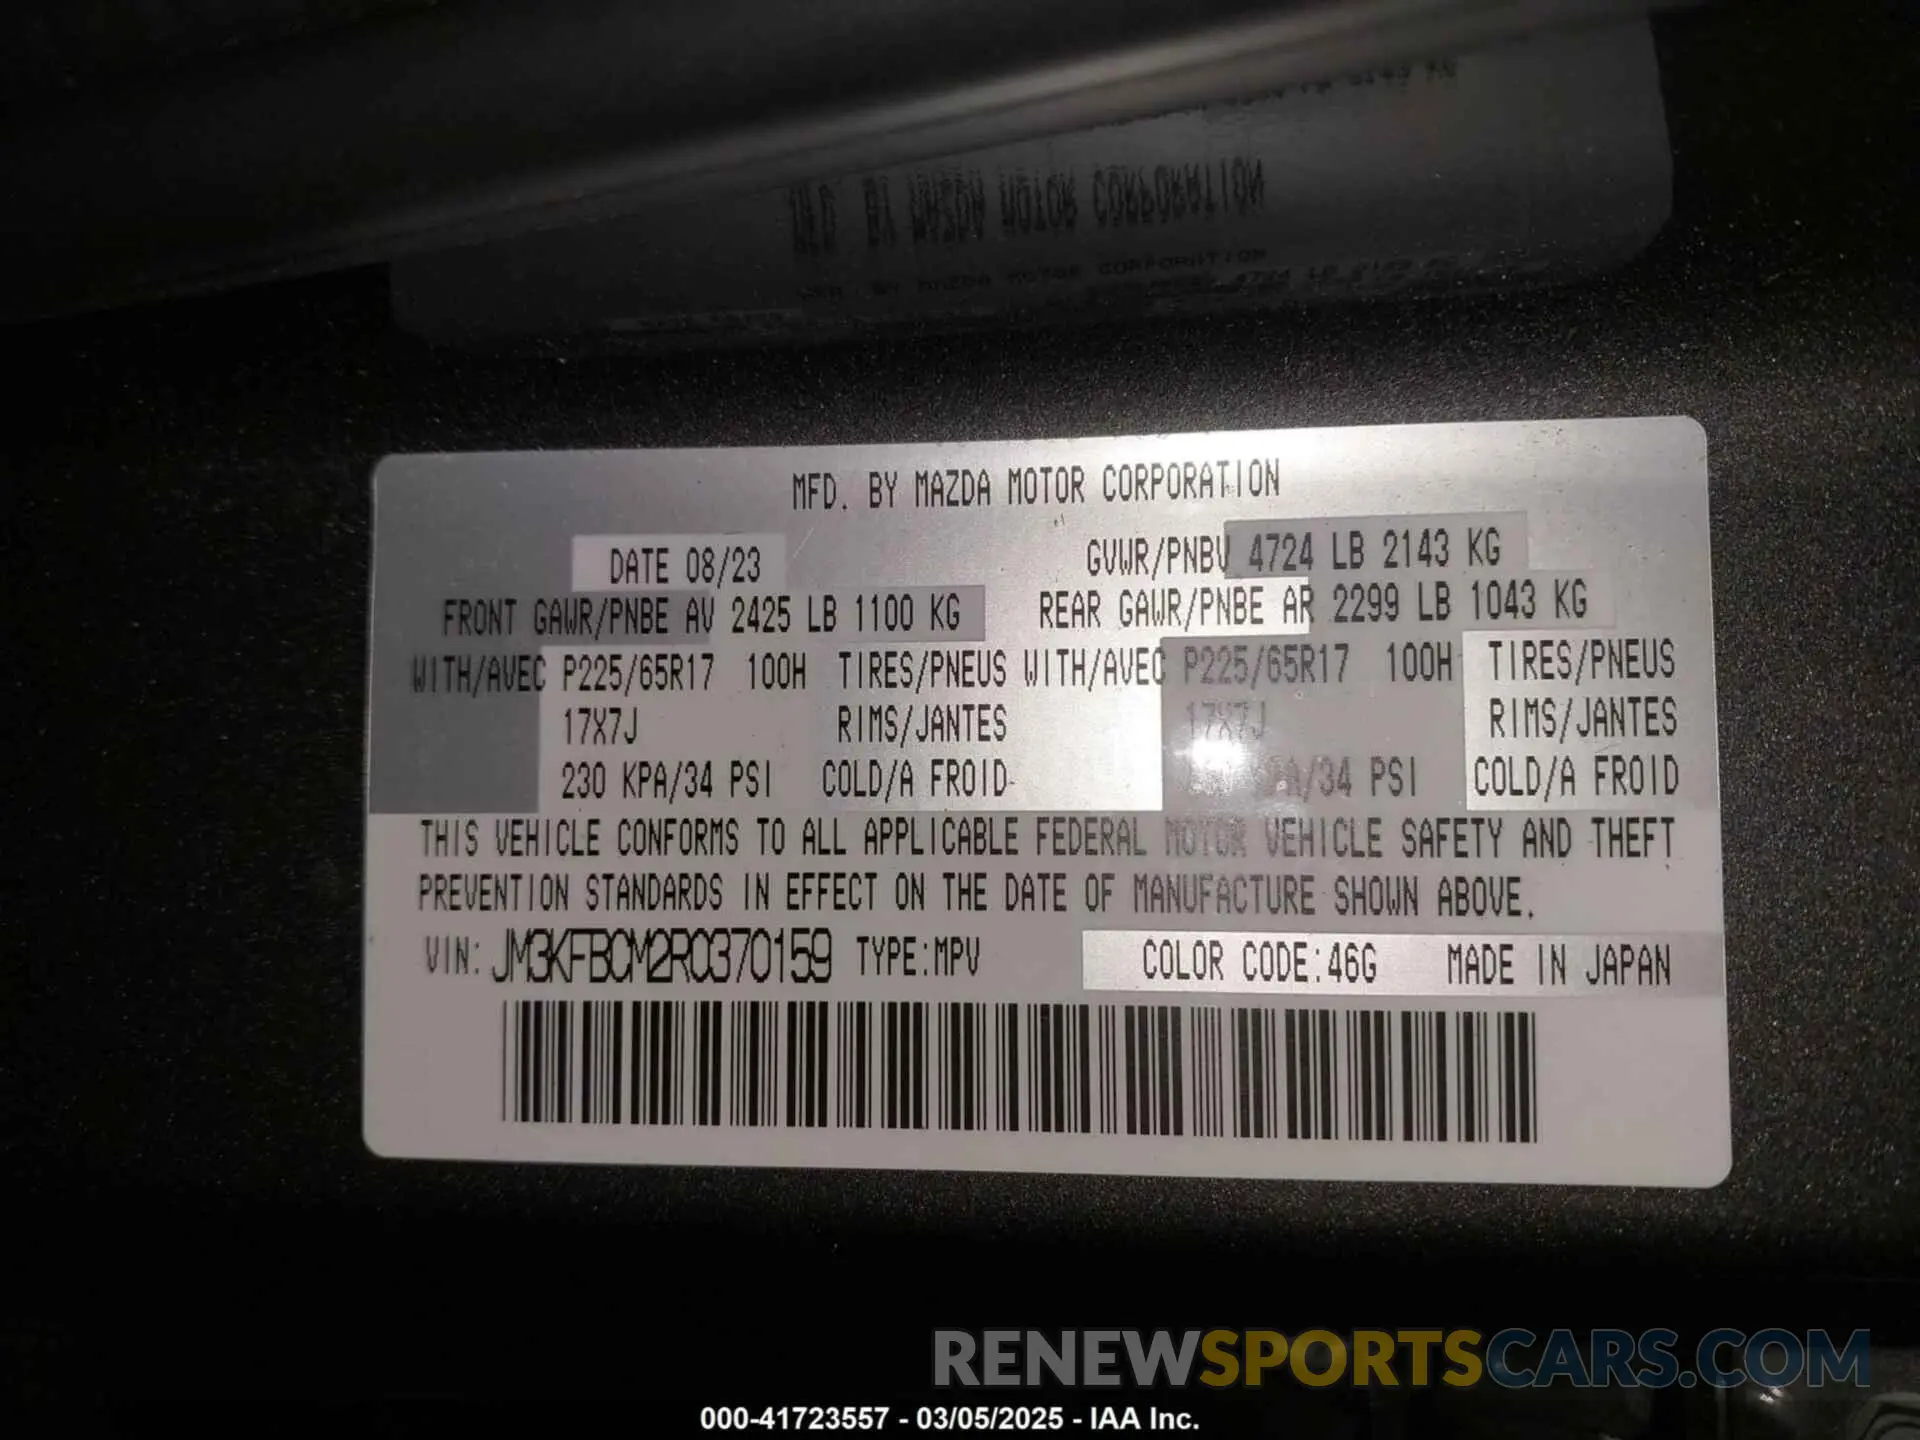 MFD. BY MAZDA MOTOR CORPORATION
MFD. BY MAZDA MOTOR CORPORATION
DATE 08/23 GVWR/PNBV 4724 LB 2143 KG
FRONT GAWR/PNBE AV 2425 LB 1100 KG REAR GAWR/PNBE AR 2299 LB 1043 KG
WITH/AVEC P225/65R17 100H TIRES/PNEUS WITH/AVEC P225/65R17 100H TIRES/PNEUS
17X7J RIMS/JANTES 17X7J RIMS/JANTES
230 KPA/34 PSI COLD/A FROID /34 PSI COLD/A FROID
THIS VEHICLE CONFORMS TO ALL APPLICABLE FEDERAL MOTOR VEHICLE SAFETY AND THEFT
PREVENTION STANDARDS IN EFFECT ON THE DATE OF MANUFACTURE SHOWN ABOVE.
VIN: JM3KFBCM2R0370159 TYPE:MPV COLOR CODE:46G MADE IN JAPAN
RENEWSPORTSCARS.COM
000-41723557 - 03/05/2025 - IAA Inc.